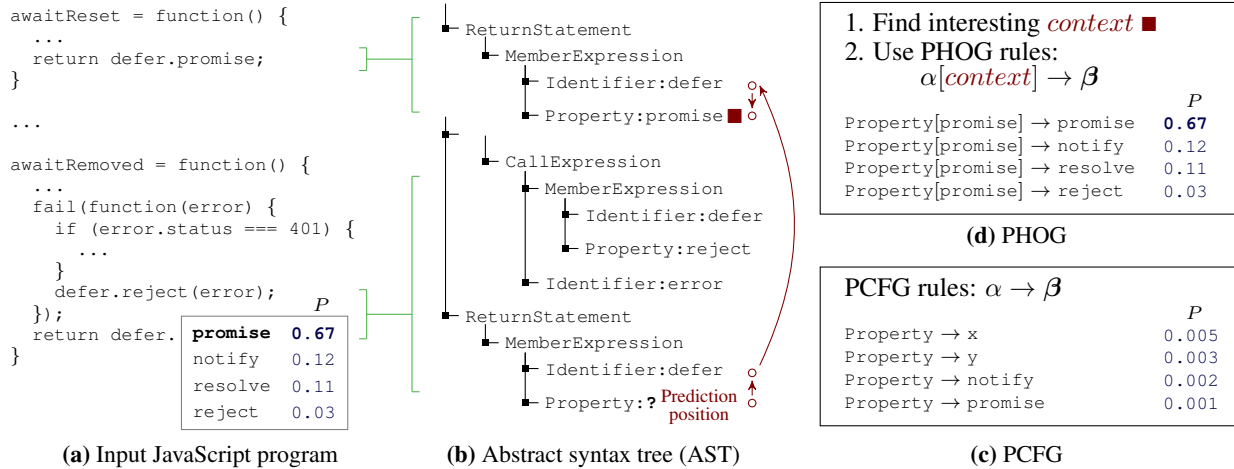 awaitReset = function() {
...
return defer.promise;
}
...
awaitRemoved = function() {
...
fail(function(error) {
if (error.status === 401) {
...
}
defer.reject(error);
});
return defer.
}
P
promise 0.67
notify 0.12
resolve 0.11
reject 0.03
(a) Input JavaScript program
ReturnStatement
MemberExpression
Identifier:defer
Property:promise
CallExpression
MemberExpression
Identifier:defer
Property:reject
Identifier:error
ReturnStatement
MemberExpression
Identifier:defer
Property:?
Prediction
position
(b) Abstract syntax tree (AST)
1. Find interesting context
2. Use PHOG rules:
α[context] → β
P
Property[promise] → promise 0.67
Property[promise] → notify 0.12
Property[promise] → resolve 0.11
Property[promise] → reject 0.03
(d) PHOG
PCFG rules: α → β
P
Property → x 0.005
Property → y 0.003
Property → notify 0.002
Property → promise 0.001
(c) PCFG